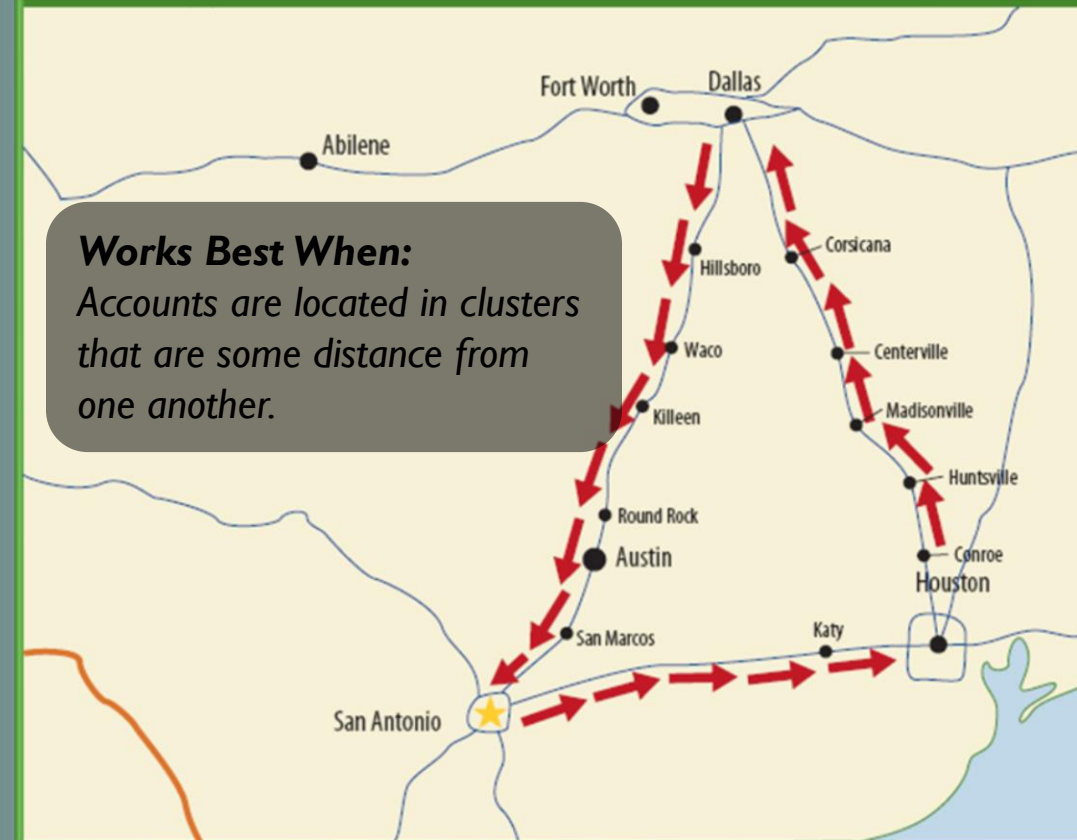 Fort Worth
Dallas
Abilene
Works Best When:
Accounts are located in clusters
that are some distance from
one another.
Hillsboro
Corsicana
Waco
Centerville
Killeen
Madisonville
Huntsville
Round Rock
Austin
Conroe
Houston
San Marcos
Katy
San Antonio